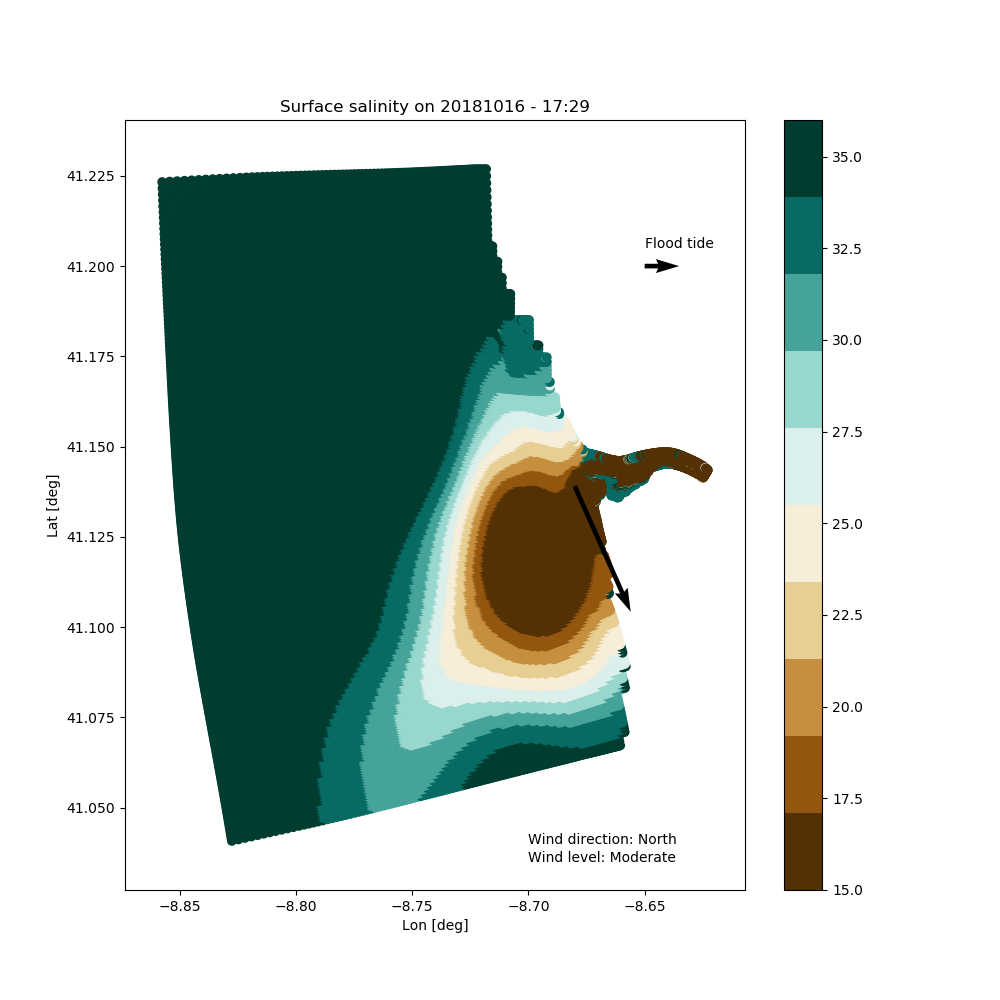 Surface salinity on 20181016 - 17:29
41.225
41.200
41.175
41.150
41.125
41.100
41.075
41.050
Lat [deg]
Flood tide
Wind direction: North
Wind level: Moderate
−8.85 −8.80 −8.75 −8.70 −8.65
Lon [deg]
35.0
32.5
30.0
27.5
25.0
22.5
20.0
17.5
15.0